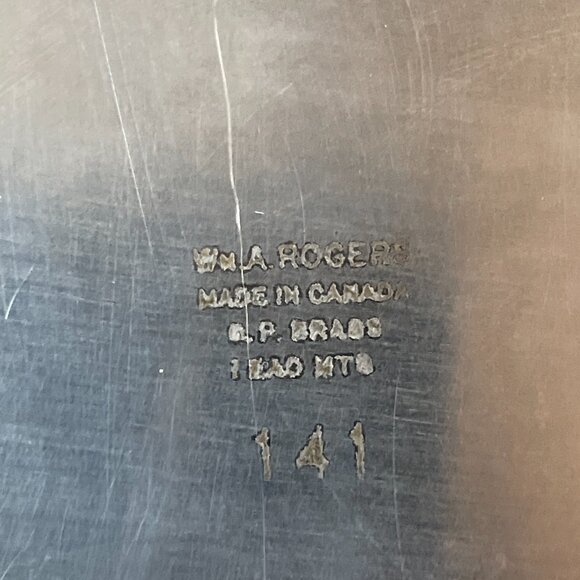 Wm A. ROGERS
MADE IN CANADA
E. P. BRASS
LEAD MTS
141